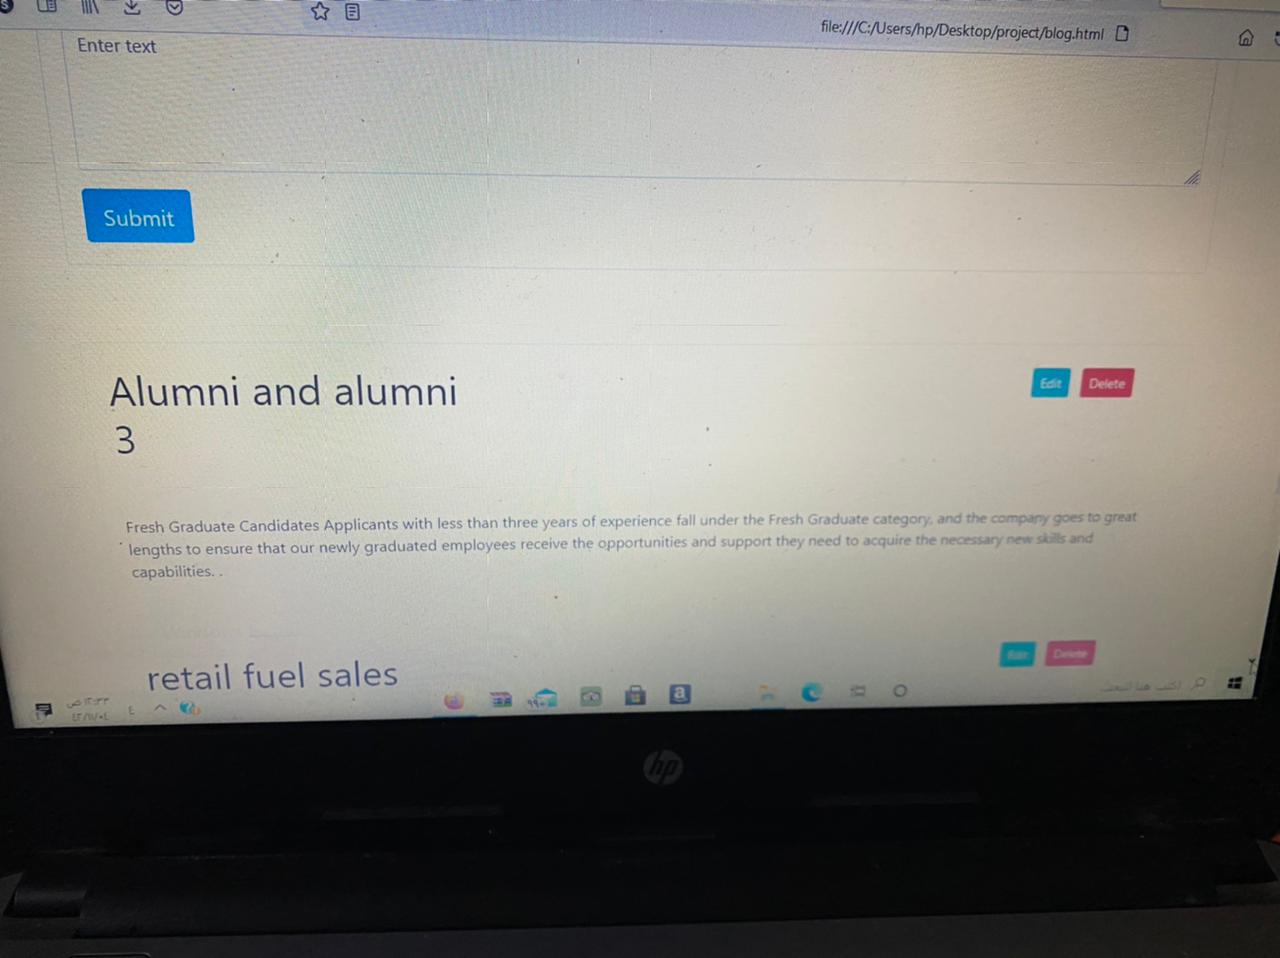 file:///C:/Users/hp/Desktop/project/blog.html
Enter text
Submit
Alumni and alumni
3
Edit Delete
Fresh Graduate Candidates Applicants with less than three years of experience fall under the Fresh Graduate category, and the company goes to great
lengths to ensure that our newly graduated employees receive the opportunities and support they need to acquire the necessary new skills and
capabilities. .
retail fuel sales
Edit Delete
اكتب هنا للبحث
hp